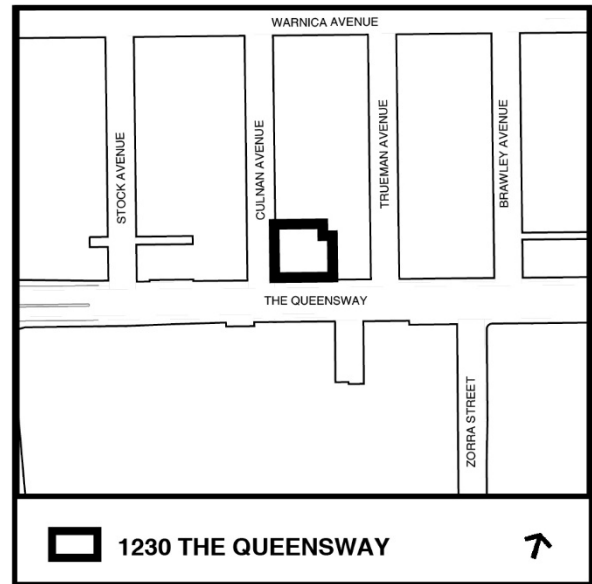 WARNICA AVENUE
STOCK AVENUE
CULNAN AVENUE
TRUEMAN AVENUE
BRAWLEY AVENUE
THE QUEENSWAY
ZORRA STREET
1230 THE QUEENSWAY